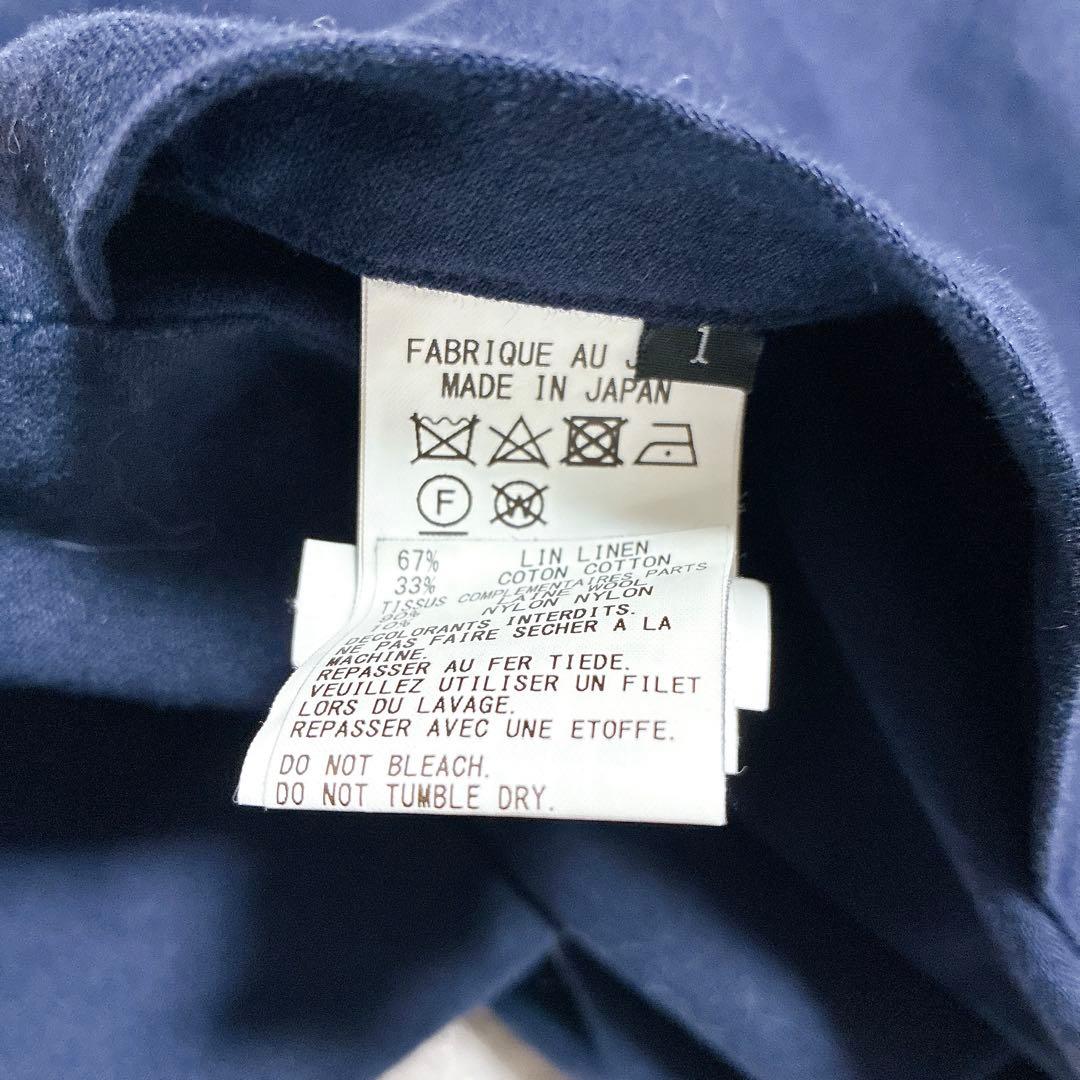 1
FABRIQUE AU
MADE IN JAPAN
F
W
67% LIN LINEN
33% COTON COTTON
TISSUS COMPLEMENTAIRES PARTS
90% LAINE WOOL
10% NYLON NYLON
DECOLORANTS INTERDITS.
NE PAS FAIRE SECHER A LA
MACHINE.
REPASSER AU FER TIEDE.
VEUILLEZ UTILISER UN FILET
LORS DU LAVAGE.
REPASSER AVEC UNE ETOFFE.
DO NOT BLEACH.
DO NOT TUMBLE DRY.